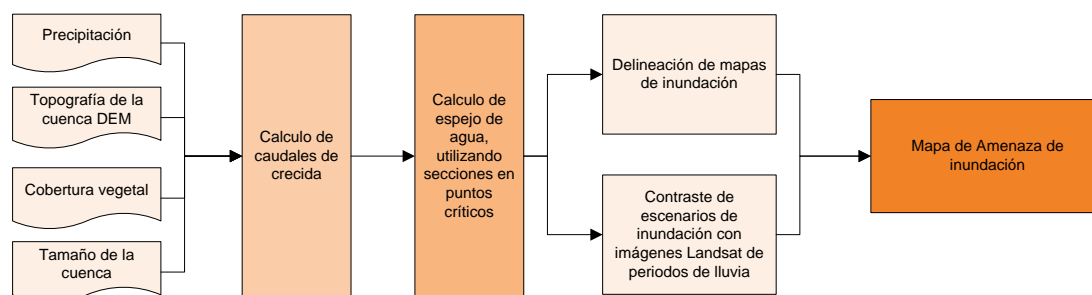 Precipitación
Topografía de la
cuenca DEM
Cobertura vegetal
Tamaño de la
cuenca
Calculo de
caudales de
crecida
Calculo de
espejo de
agua,
utilizando
secciones en
puntos
críticos
Delineación de mapas
de inundación
Contraste de
escenarios de
inundación con
imágenes Landsat de
periodos de lluvia
Mapa de Amenaza de
inundación